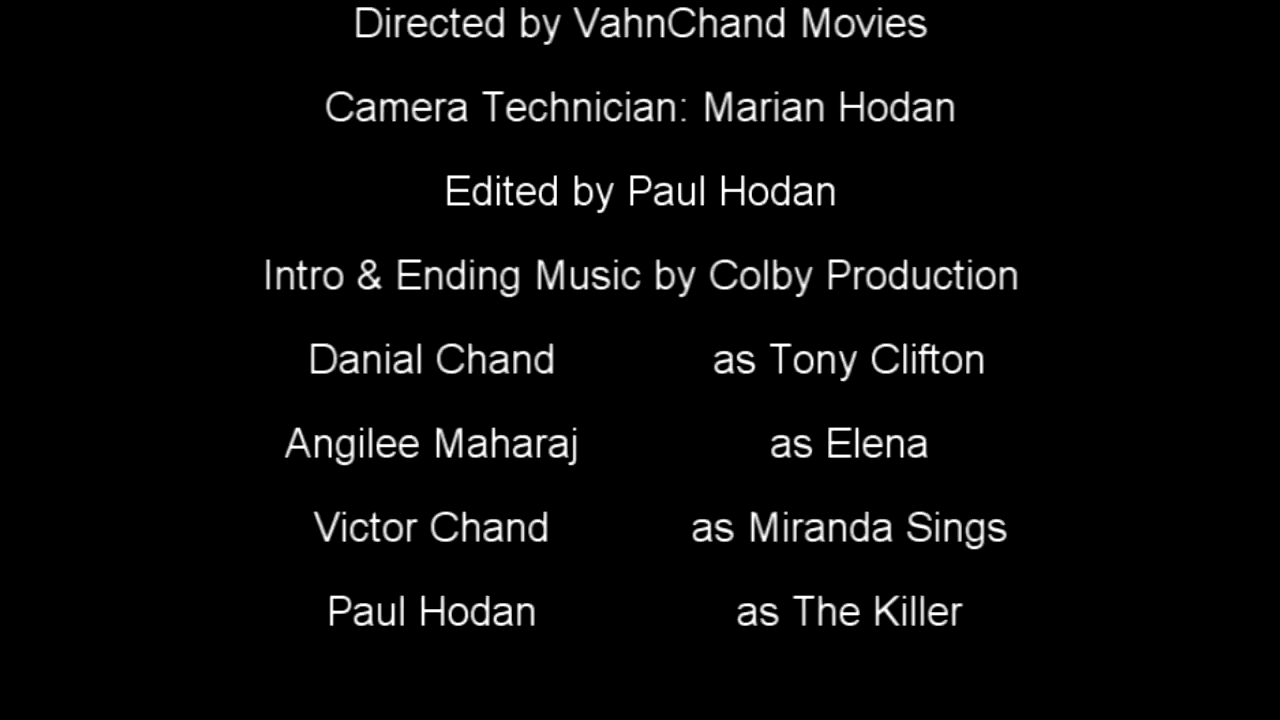 Directed by VahnChand Movies
Camera Technician: Marian Hodan
Edited by Paul Hodan
Intro & Ending Music by Colby Production
Danial Chand as Tony Clifton
Angilee Maharaj as Elena
Victor Chand as Miranda Sings
Paul Hodan as The Killer